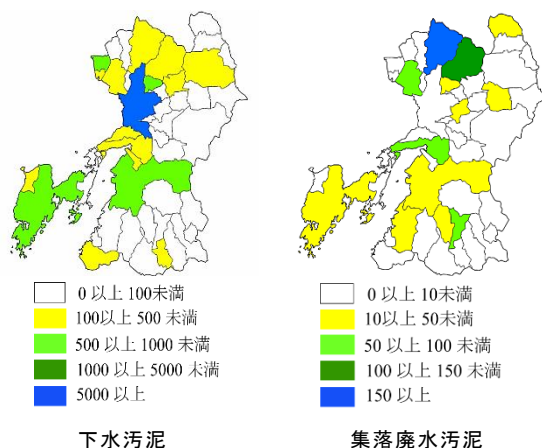 0 以上 100未満
100以上 500 未満
500 以上 1000 未満
1000 以上 5000 未満
5000 以上
下水汚泥
0 以上 10未満
10以上 50未満
50 以上 100 未満
100 以上 150 未満
150 以上
集落廃水汚泥